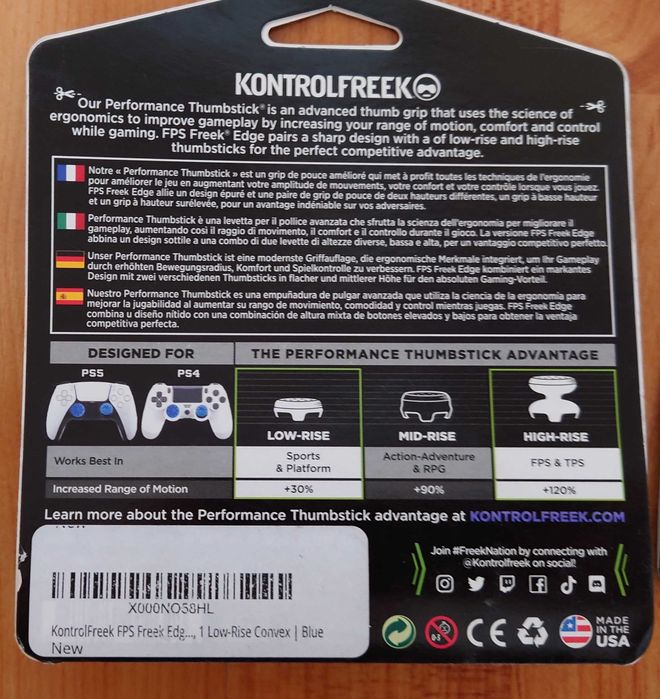 KONTROLFREEK
Our Performance Thumbstick® is an advanced thumb grip that uses the science of
ergonomics to improve gameplay by increasing your range of motion, comfort and control
while gaming. FPS Freek® Edge pairs a sharp design with a of low-rise and high-rise
thumbsticks for the perfect competitive advantage.
Notre « Performance Thumbstick » est un grip de pouce amélioré qui met à profit toutes les techniques de l'ergonomie
pour améliorer le jeu en augmentant votre amplitude de mouvements, votre confort et votre contrôle lorsque vous jouez.
FPS Freek Edge allie un design épuré et une paire de grip de pouce de deux hauteurs différentes, un grip à basse hauteur
et un grip à hauteur surélevée, pour un avantage indéniable sur vos adversaires.
Performance Thumbstick è una levetta per il pollice avanzata che sfrutta la scienza dell'ergonomia per migliorare il
gameplay, aumentando così il raggio di movimento, il comfort e il controllo durante il gioco. La versione FPS Freek Edge
abbina un design sottile a una combo di due levette di altezze diverse, bassa e alta, per un vantaggio competitivo perfetto.
Unser Performance Thumbstick ist eine modernste Griffauflage, die ergonomische Merkmale integriert, um Ihr Gameplay
durch erhöhten Bewegungsradius, Komfort und Spielkontrolle zu verbessern. FPS Freek Edge kombiniert ein markantes
Design mit zwei verschiedenen Thumbsticks in flacher und mittlerer Höhe für den absoluten Gaming-Vorteil.
Nuestro Performance Thumbstick es una empuñadura de pulgar avanzada que utiliza la ciencia de la ergonomía para
mejorar la jugabilidad al aumentar su rango de movimiento, comodidad y control mientras juegas. FPS Freek Edge
combina u diseño nítido con una combinación de altura mixta de botones elevados y bajos para obtener la ventaja
competitiva perfecta.
DESIGNED FOR THE PERFORMANCE THUMBSTICK ADVANTAGE
PS5 PS4
LOW-RISE MID-RISE HIGH-RISE
Works Best In Sports & Platform Action-Adventure & RPG FPS & TPS
Increased Range of Motion +30% +90% +120%
Learn more about the Performance Thumbstick advantage at KONTROLFREEK.COM
New
Join #FreekNation by connecting with
@Kontrolfreek on social!
X000NO58HL
KontrolFreek FPS Freek Edg..., 1 Low-Rise Convex | Blue
New
0-3
CE
MADE
IN THE
USA